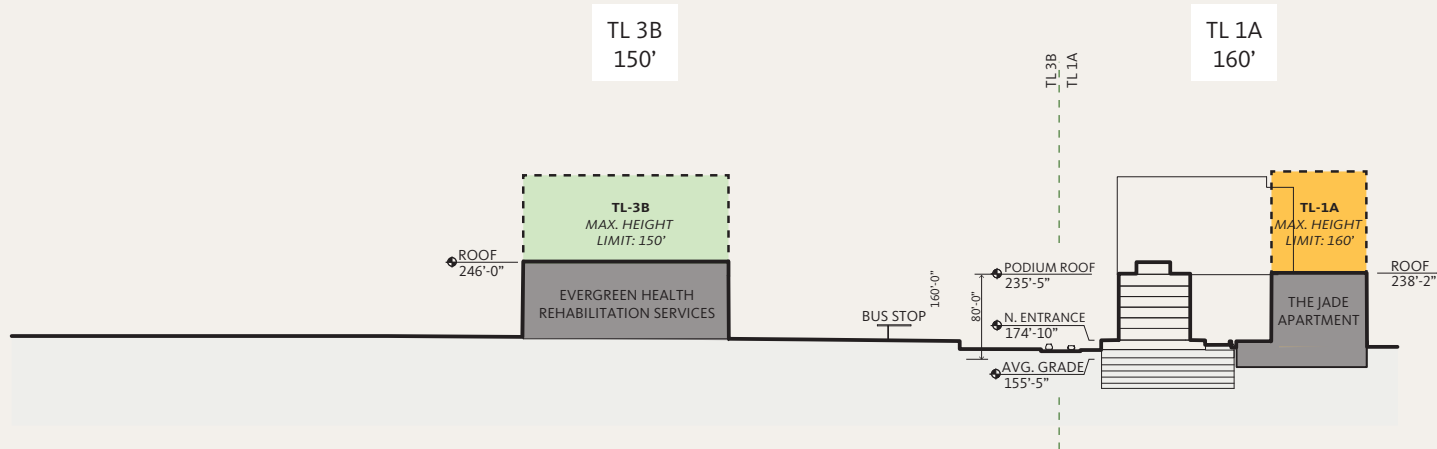 TL 3B
150’
TL 1A
160’
TL 3B
TL 1A
TL-3B
MAX. HEIGHT
LIMIT: 150’
TL-1A
MAX. HEIGHT
LIMIT: 160’
ROOF
246’-0”
EVERGREEN HEALTH
REHABILITATION SERVICES
BUS STOP
160’-0”
80’-0”
PODIUM ROOF
235’-5”
N. ENTRANCE
174’-10”
AVG. GRADE
155’-5”
ROOF
238’-2”
THE JADE
APARTMENT